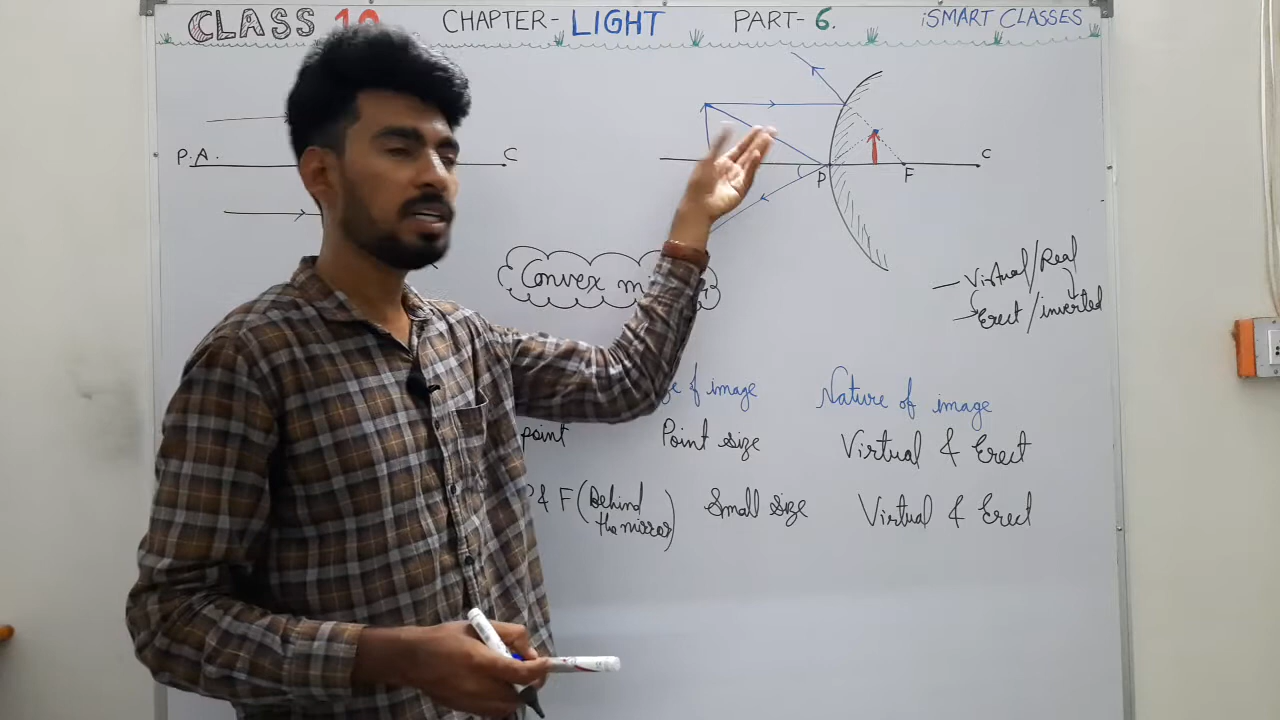 CLASS 10 CHAPTER-LIGHT PART-6. iSMART CLASSES
P.A. C
P F C
Convex
Virtual/Real
Erect/inverted
of image Nature of image
point Point size Virtual & Erect
P & F (Behind the mirror) Small size Virtual & Erect